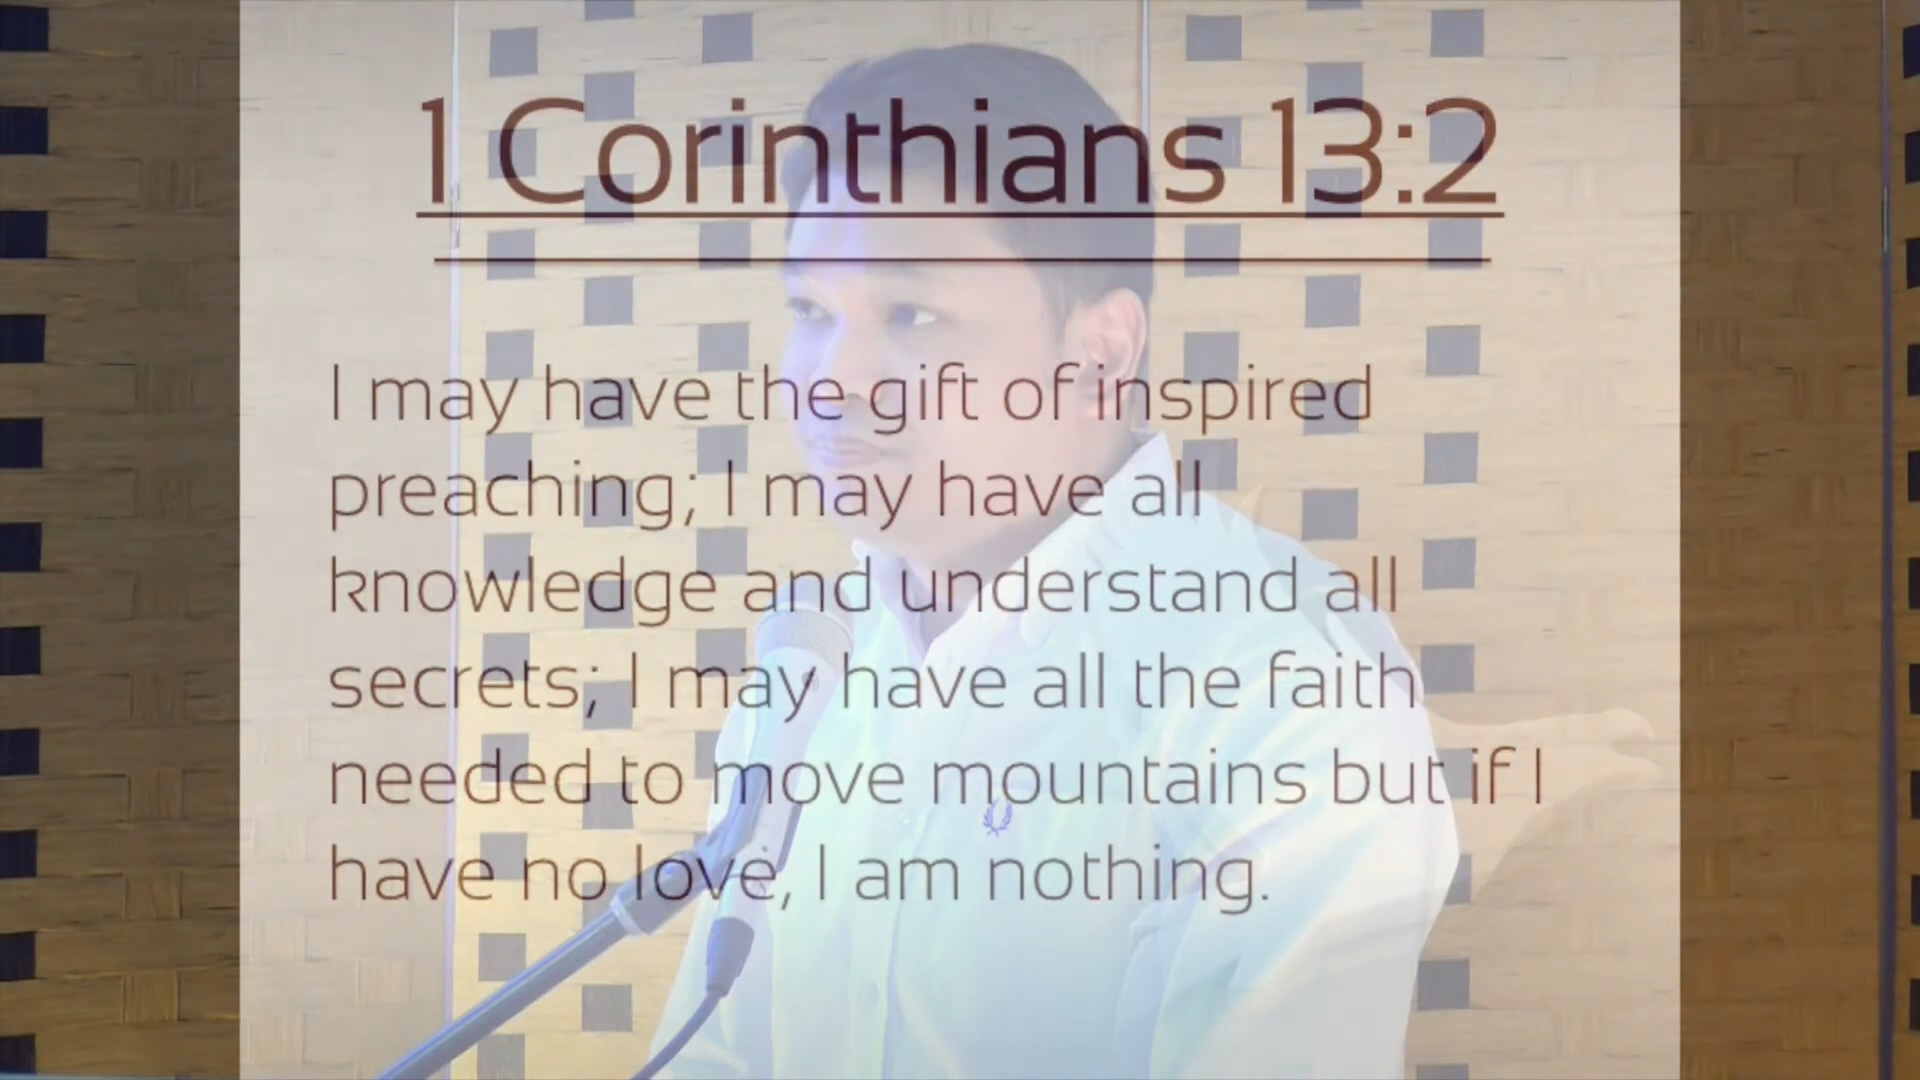 1 Corinthians 13:2
I may have the gift of inspired
preaching; I may have all
knowledge and understand all
secrets; I may have all the faith
needed to move mountains but if I
have no love, I am nothing.